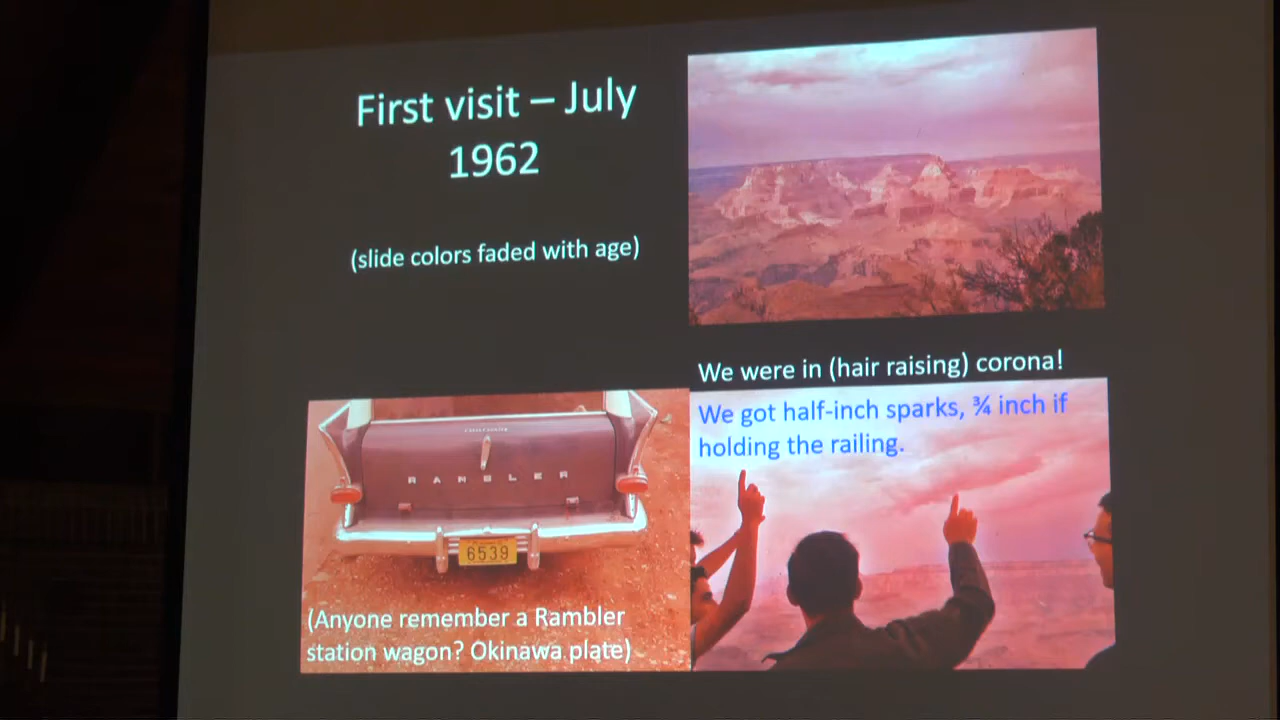 First visit – July
1962
(slide colors faded with age)
We were in (hair raising) corona!
We got half-inch sparks, ¾ inch if
holding the railing.
RAMBLER
6539
(Anyone remember a Rambler
station wagon? Okinawa plate)